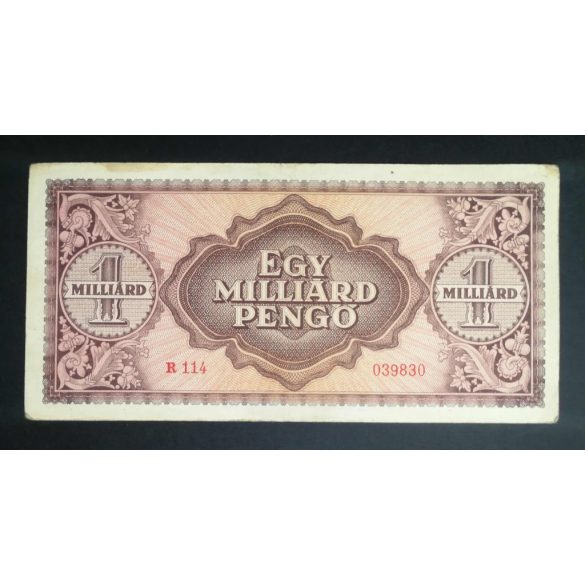 EGY
MILLIÁRD
PENGŐ
1
MILLIÁRD
1
MILLIÁRD
R 114
039830